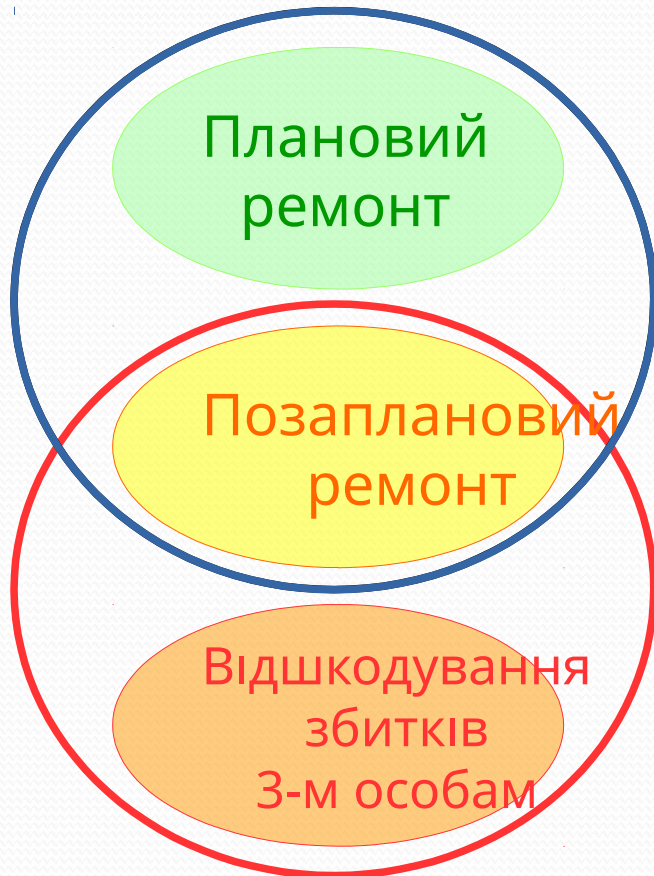 Плановий
ремонт
Позаплановий
ремонт
Відшкодування
збитків
3-м особам